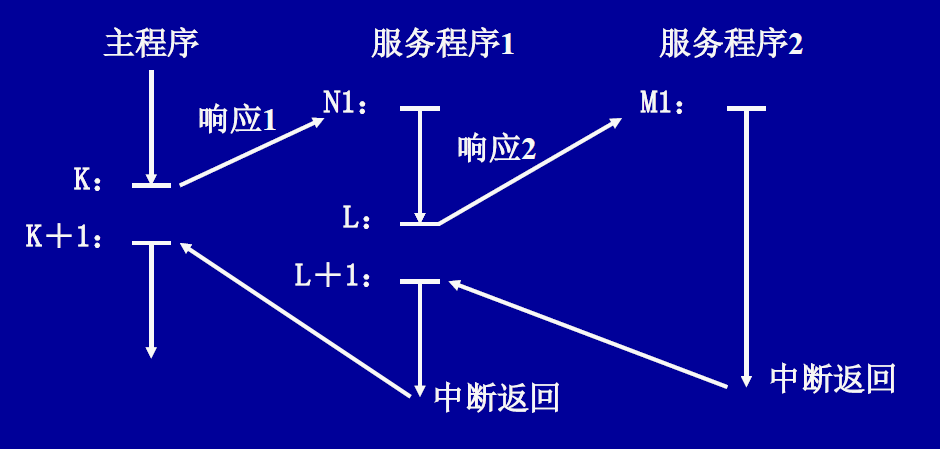 主程序 服务程序1 服务程序2
响应1 N1： M1：
响应2
K：
L：
K＋1：
L＋1：
中断返回 中断返回